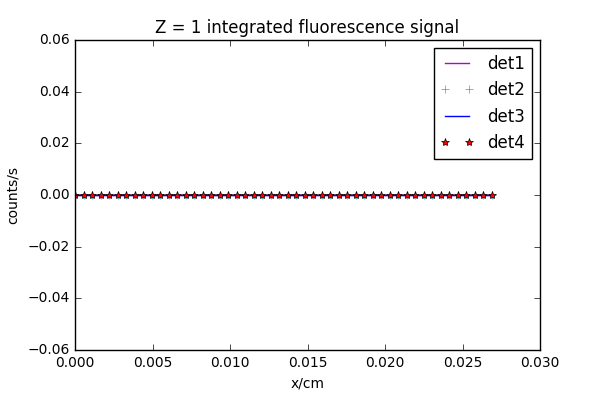 Z = 1 integrated fluorescence signal
0.06
0.04
0.02
0.00
−0.02
−0.04
−0.06
counts/s
det1
det2
det3
det4
0.000 0.005 0.010 0.015 0.020 0.025 0.030
x/cm